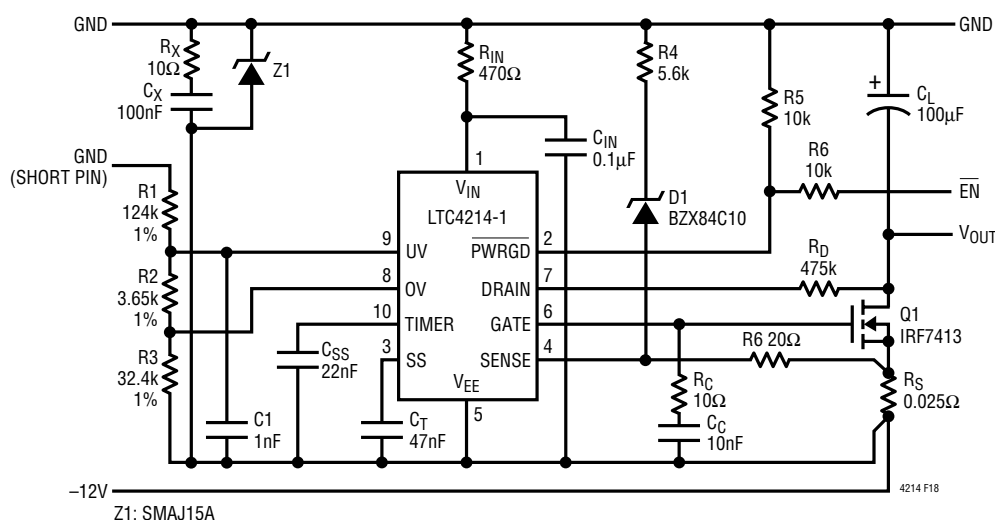 GND
GND
RX
10Ω
Z1
RIN
470Ω
R4
5.6k
CX
100nF
R5
10k
+
CL
100µF
CIN
0.1µF
GND
(SHORT PIN)
R1
124k
1%
1
VIN
LTC4214-1
D1
BZX84C10
R6
10k
EN
9
UV
PWRGD
2
VOUT
R2
3.65k
1%
8
OV
DRAIN
7
RD
475k
10
TIMER
GATE
6
Q1
IRF7413
R3
32.4k
1%
CSS
22nF
3
SS
SENSE
4
R6 20Ω
VEE
5
RC
10Ω
RS
0.025Ω
C1
1nF
CT
47nF
CC
10nF
–12V
4214 F18
Z1: SMAJ15A